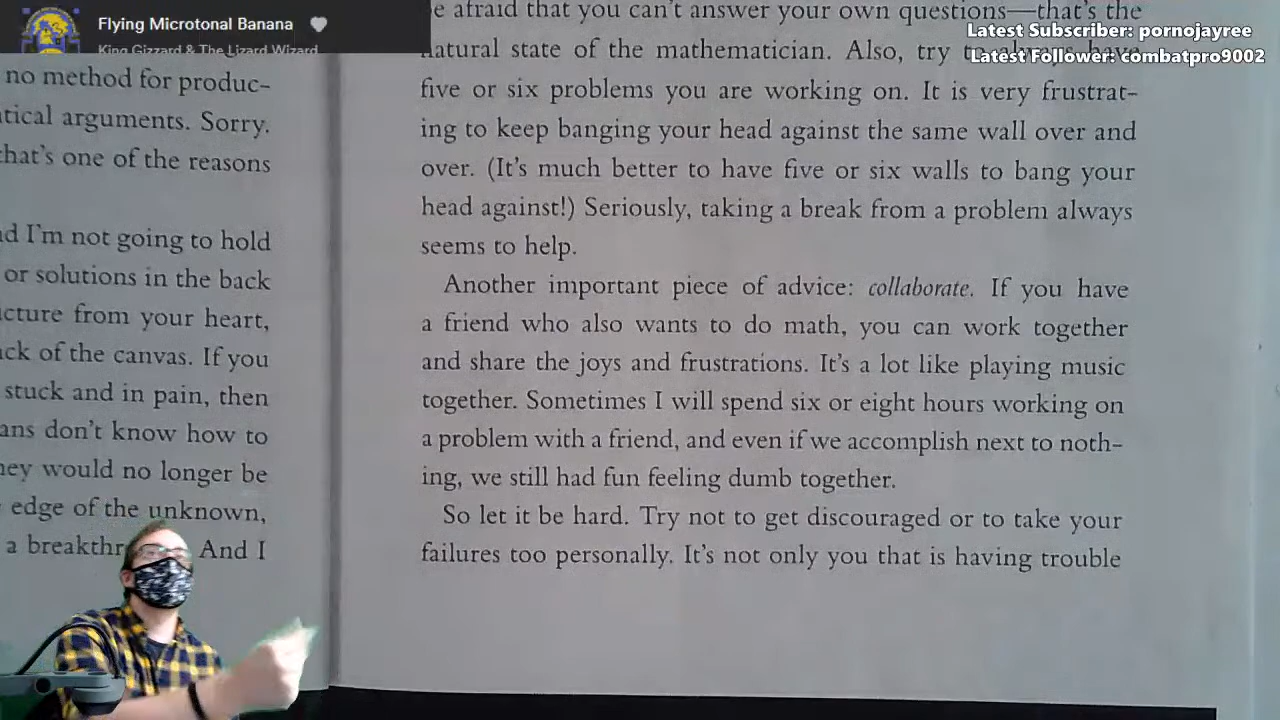 Flying Microtonal Banana
King Gizzard & The Lizard Wizard
Latest Subscriber: pornojayree
Latest Follower: combatpro9002
no method for produc-
tical arguments. Sorry.
that's one of the reasons
I'm not going to hold
or solutions in the back
from your heart,
of the canvas. If you
stuck and in pain, then
don't know how to
they would no longer be
edge of the unknown,
a And I
afraid that you can't answer your own questions—that's the
natural state of the mathematician. Also, try to always have
five or six problems you are working on. It is very frustrat-
ing to keep banging your head against the same wall over and
over. (It's much better to have five or six walls to bang your
head against!) Seriously, taking a break from a problem always
seems to help.
Another important piece of advice: collaborate. If you have
a friend who also wants to do math, you can work together
and share the joys and frustrations. It's a lot like playing music
together. Sometimes I will spend six or eight hours working on
a problem with a friend, and even if we accomplish next to noth-
ing, we still had fun feeling dumb together.
So let it be hard. Try not to get discouraged or to take your
failures too personally. It's not only you that is having trouble